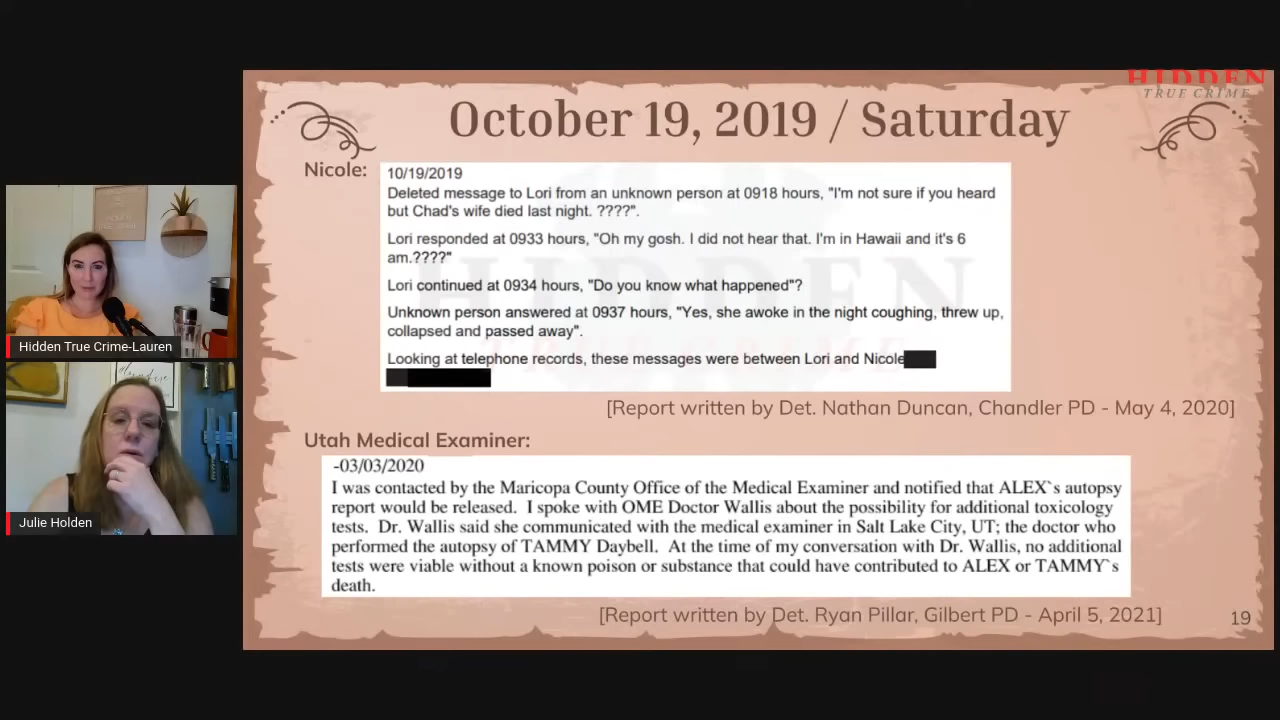 HIDDEN
TRUE CRIME
October 19, 2019 / Saturday
Nicole:
10/19/2019
Deleted message to Lori from an unknown person at 0918 hours, "I'm not sure if you heard
but Chad's wife died last night. ????".
Lori responded at 0933 hours, "Oh my gosh. I did not hear that. I'm in Hawaii and it's 6
am.????"
Lori continued at 0934 hours, "Do you know what happened"?
Unknown person answered at 0937 hours, "Yes, she awoke in the night coughing, threw up,
collapsed and passed away".
Looking at telephone records, these messages were between Lori and Nicole
[Report written by Det. Nathan Duncan, Chandler PD - May 4, 2020]
Utah Medical Examiner:
-03/03/2020
I was contacted by the Maricopa County Office of the Medical Examiner and notified that ALEX`s autopsy
report would be released. I spoke with OME Doctor Wallis about the possibility for additional toxicology
tests. Dr. Wallis said she communicated with the medical examiner in Salt Lake City, UT; the doctor who
performed the autopsy of TAMMY Daybell. At the time of my conversation with Dr. Wallis, no additional
tests were viable without a known poison or substance that could have contributed to ALEX or TAMMY`s
death.
[Report written by Det. Ryan Pillar, Gilbert PD - April 5, 2021]
19
Hidden True Crime-Lauren
Julie Holden